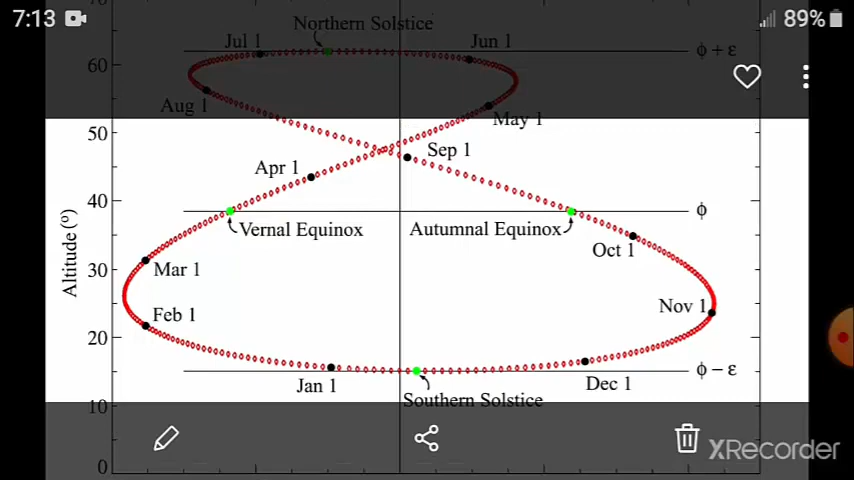 7:13
89%
Northern Solstice
Jul 1
Jun 1
ϕ + ε
60
Aug 1
May 1
50
Sep 1
Apr 1
40
ϕ
Vernal Equinox
Autumnal Equinox
Altitude (°)
Oct 1
30
Mar 1
Feb 1
Nov 1
20
Jan 1
Dec 1
ϕ − ε
10
Southern Solstice
0
XRecorder